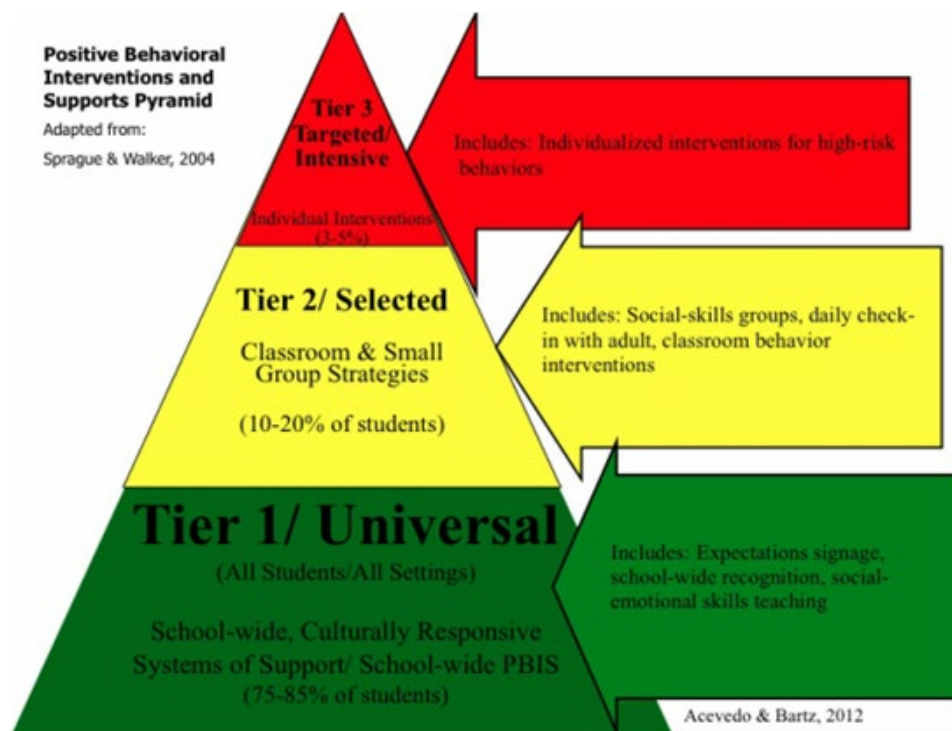 Positive Behavioral
Interventions and
Supports Pyramid
Adapted from:
Sprague & Walker, 2004
Tier 3
Targeted/
Intensive
Individual Interventions
(3-5%)
Includes: Individualized interventions for high-risk
behaviors
Tier 2/ Selected
Classroom & Small
Group Strategies
(10-20% of students)
Includes: Social-skills groups, daily check-
in with adult, classroom behavior
interventions
Tier 1/ Universal
(All Students/All Settings)
School-wide, Culturally Responsive
Systems of Support/ School-wide PBIS
(75-85% of students)
Includes: Expectations signage,
school-wide recognition, social-
emotional skills teaching
Acevedo & Bartz, 2012